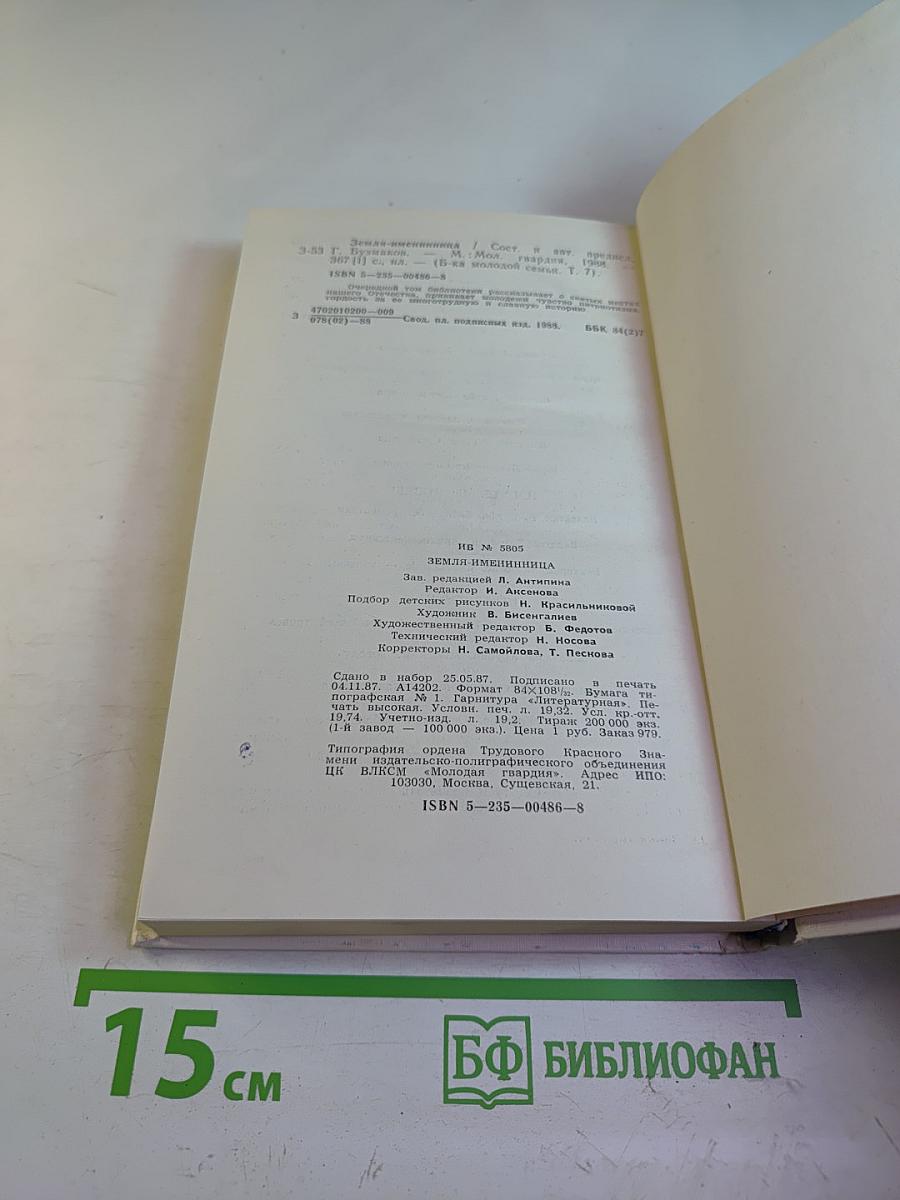 Земля-именинница / Сост. и авт. предисл.
З-53 Г. Бузмаков. — М.: Мол. гвардия, 1988.
367[1] с., ил. — (Б-ка молодой семьи. Т. 7).
ISBN 5—235—00486—8
Очередной том библиотеки рассказывает о святых местах
нашего Отечества, прививает молодежи чувство патриотизма,
гордость за ее многотрудную и славную историю
З 4702010200—009
078(02)—88 Свод. пл. подписных изд. 1988. ББК 84(2)7
ИБ № 5805
ЗЕМЛЯ-ИМЕНИННИЦА
Зав. редакцией Л. Антипина
Редактор И. Аксенова
Подбор детских рисунков Н. Красильниковой
Художник В. Бисенгалиев
Художественный редактор Б. Федотов
Технический редактор Н. Носова
Корректоры Н. Самойлова, Т. Пескова
Сдано в набор 25.05.87. Подписано в печать
04.11.87. А14202. Формат 84×108 1/32. Бумага ти-
пографская № 1. Гарнитура «Литературная». Пе-
чать высокая. Условн. печ. л. 19,32. Усл. кр.-отт.
19,74. Учетно-изд. л. 19,2. Тираж 200 000 экз.
(1-й завод — 100 000 экз.). Цена 1 руб. Заказ 979.
Типография ордена Трудового Красного Зна-
мени издательско-полиграфического объединения
ЦК ВЛКСМ «Молодая гвардия». Адрес ИПО:
103030, Москва, Сущевская, 21.
ISBN 5—235—00486—8
15 см
БФ БИБЛИОФАН